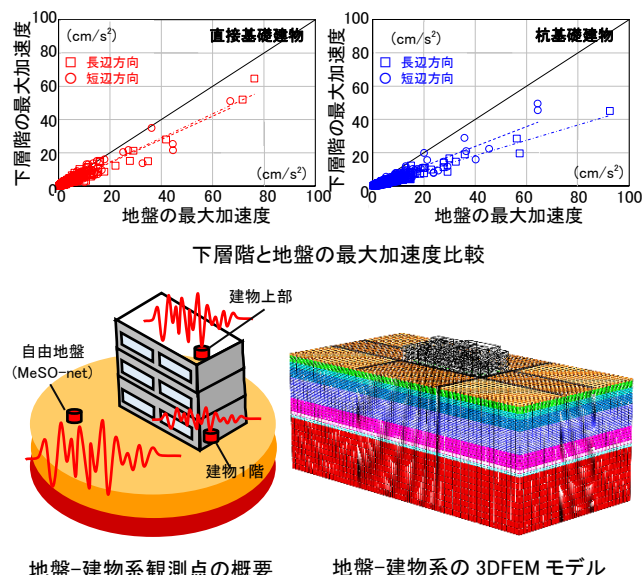 下層階の最大加速度
100
80
60
40
20
0
(cm/s²)
直接基礎建物
長辺方向
短辺方向
(cm/s²)
0 20 40 60 80 100
地盤の最大加速度
下層階の最大加速度
100
80
60
40
20
0
(cm/s²)
杭基礎建物
長辺方向
短辺方向
(cm/s²)
0 20 40 60 80 100
地盤の最大加速度
下層階と地盤の最大加速度比較
建物上部
自由地盤
(MeSO-net)
建物1階
地盤-建物系観測点の概要
地盤-建物系の 3DFEM モデル